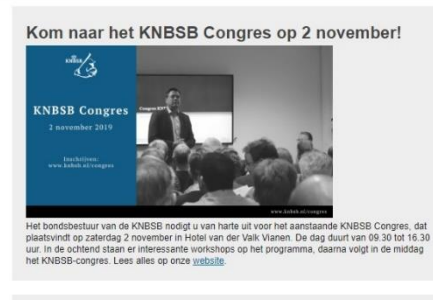 Kom naar het KNBSB Congres op 2 november!
KNBSB
KNBSB Congres
2 november 2019
Inschrijven:
www.knbsb.nl/congres
www.knbsb.nl/congres
Het bondsbestuur van de KNBSB nodigt u van harte uit voor het aanstaande KNBSB Congres, dat
plaatsvindt op zaterdag 2 november in Hotel van der Valk Vianen. De dag duurt van 09.30 tot 16.30
uur. In de ochtend staan er interessante workshops op het programma, daarna volgt in de middag
het KNBSB-congres. Lees alles op onze website.